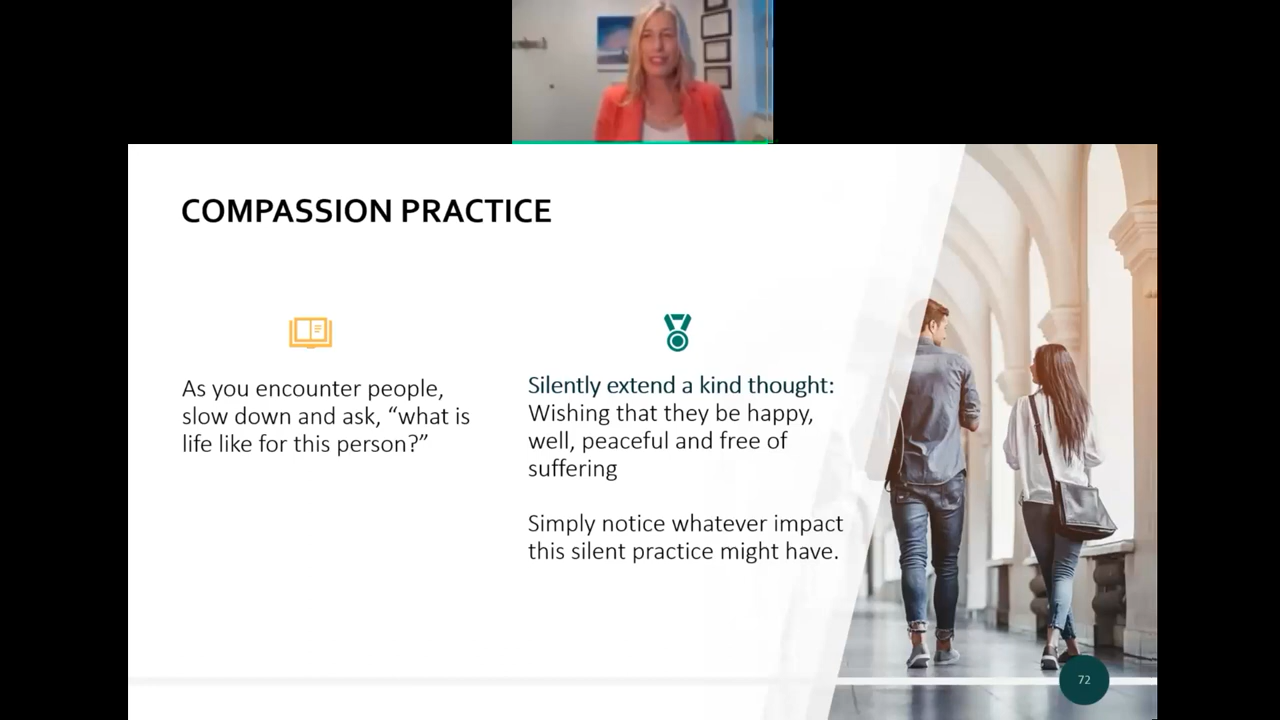 COMPASSION PRACTICE
As you encounter people,
slow down and ask, “what is
life like for this person?”
Silently extend a kind thought:
Wishing that they be happy,
well, peaceful and free of
suffering
Simply notice whatever impact
this silent practice might have.
72